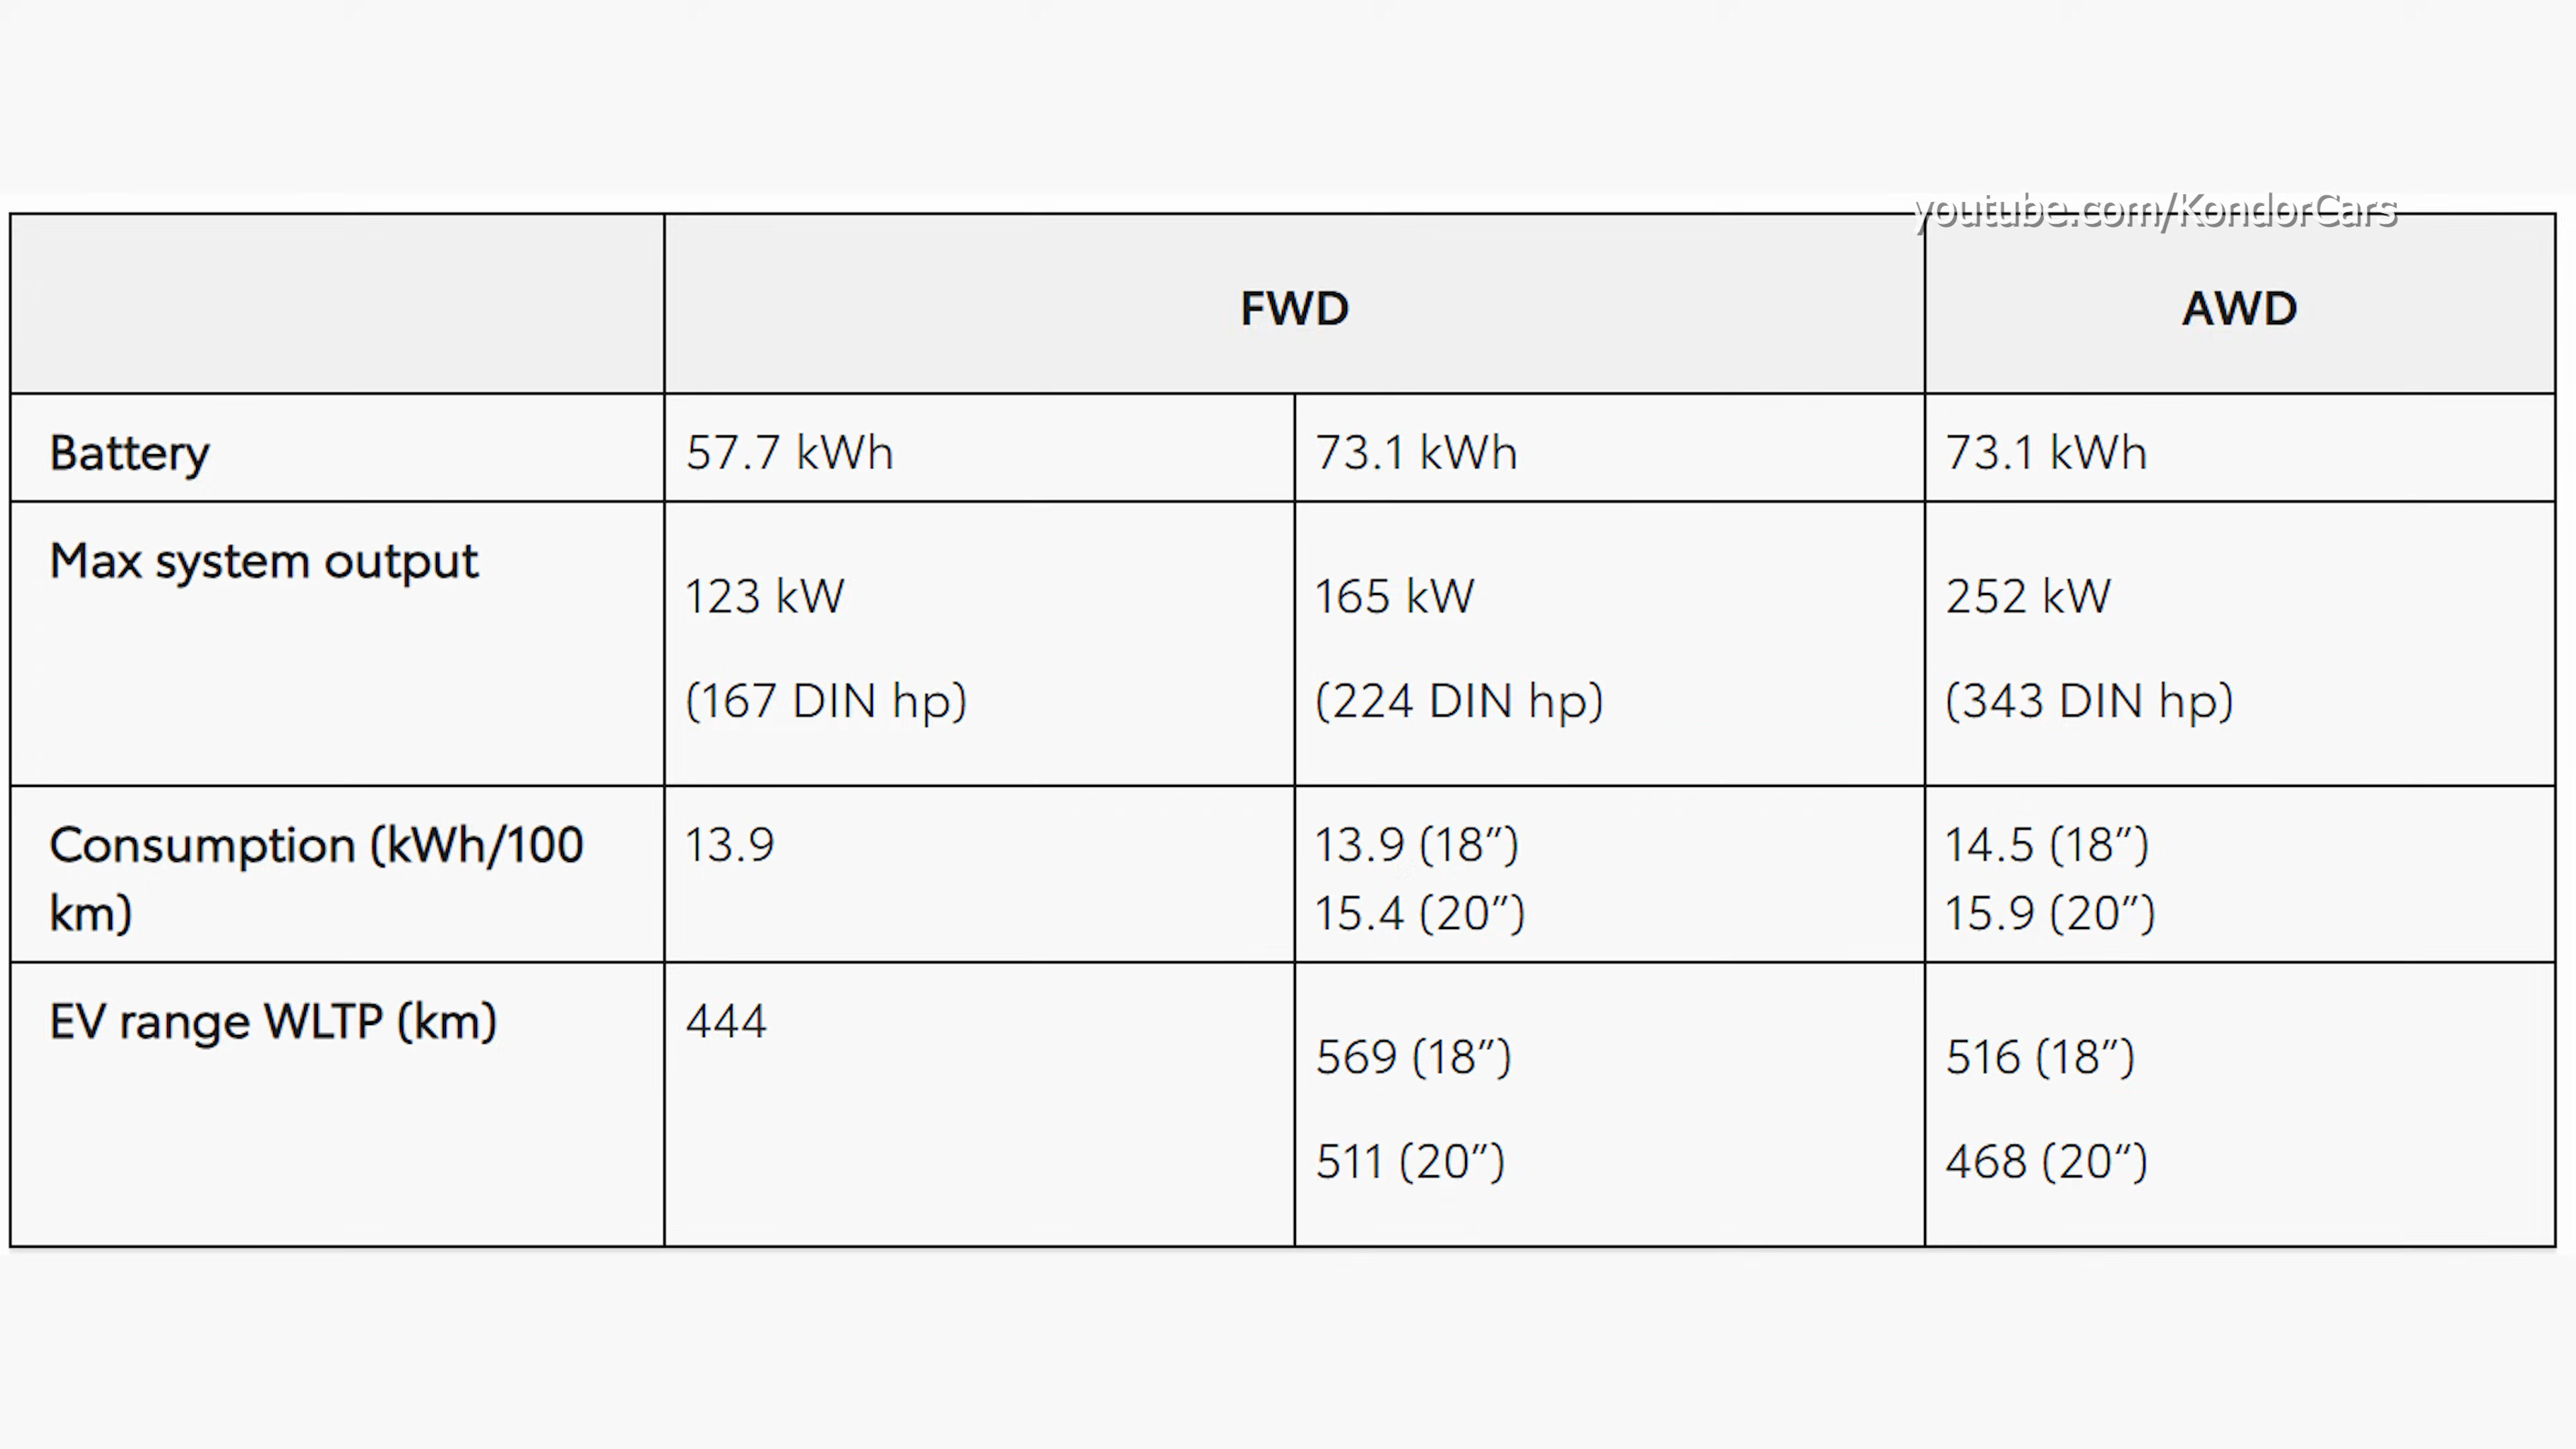 youtube.com/KondorCars
FWD AWD
Battery 57.7 kWh 73.1 kWh 73.1 kWh
Max system output
123 kW 165 kW 252 kW
(167 DIN hp) (224 DIN hp) (343 DIN hp)
Consumption (kWh/100 13.9 13.9 (18″) 14.5 (18″)
km) 15.4 (20″) 15.9 (20″)
EV range WLTP (km) 444
569 (18″) 516 (18″)
511 (20″) 468 (20″)